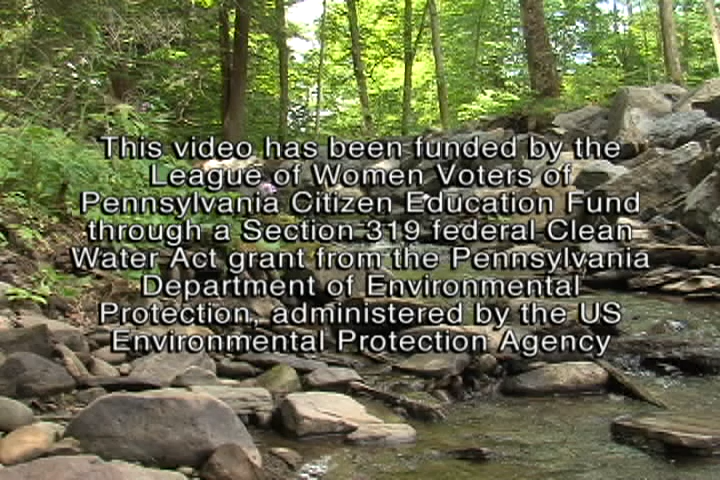 This video has been funded by the
League of Women Voters of
Pennsylvania Citizen Education Fund
through a Section 319 federal Clean
Water Act grant from the Pennsylvania
Department of Environmental
Protection, administered by the US
Environmental Protection Agency